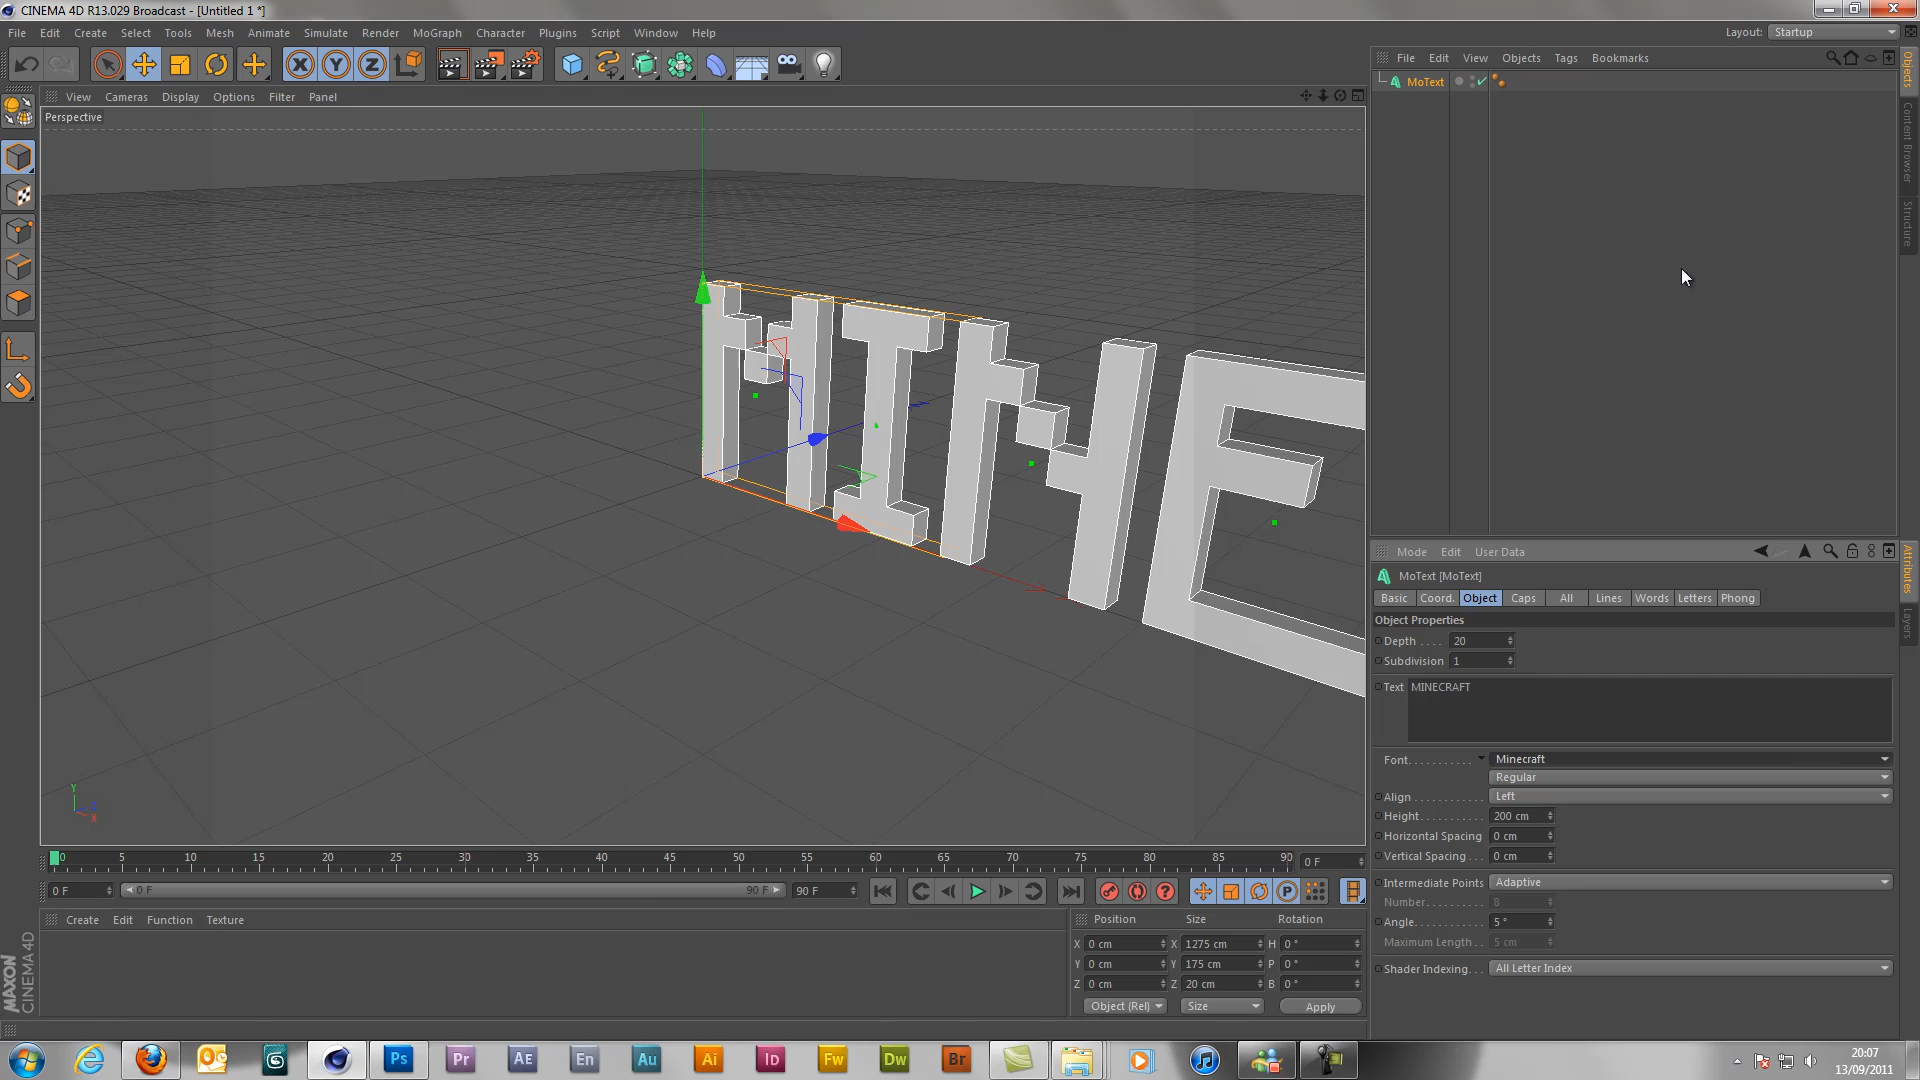 CINEMA 4D R13.029 Broadcast - [Untitled 1 *]
File Edit Create Select Tools Mesh Animate Simulate Render MoGraph Character Plugins Script Window Help
Layout: Startup
X Y Z
View Cameras Display Options Filter Panel
Perspective
MINE
Y
Z
X
File Edit View Objects Tags Bookmarks
MoText
Objects
Content Browser
Structure
Mode Edit User Data
MoText [MoText]
Basic Coord. Object Caps All Lines Words Letters Phong
Object Properties
Depth . . . . 20
Subdivision 1
Text MINECRAFT
Font. . . . . . . . . . Minecraft
Regular
Align . . . . . . . . . . . Left
Height. . . . . . . . . . 200 cm
Horizontal Spacing 0 cm
Vertical Spacing . . 0 cm
Intermediate Points Adaptive
Number. . . . . . . . . 8
Angle. . . . . . . . . . . 5 °
Maximum Length . . 5 cm
Shader Indexing. . . All Letter Index
Attributes
Layers
0 5 10 15 20 25 30 35 40 45 50 55 60 65 70 75 80 85 90 0 F
0 F 0 F 90 F 90 F
P
Create Edit Function Texture
Position Size Rotation
X 0 cm X 1275 cm H 0 °
Y 0 cm Y 175 cm P 0 °
Z 0 cm Z 20 cm B 0 °
Object (Rel) Size Apply
MAXON
CINEMA 4D
Ps Pr AE En Au Ai Id Fw Dw Br
20:07
13/09/2011